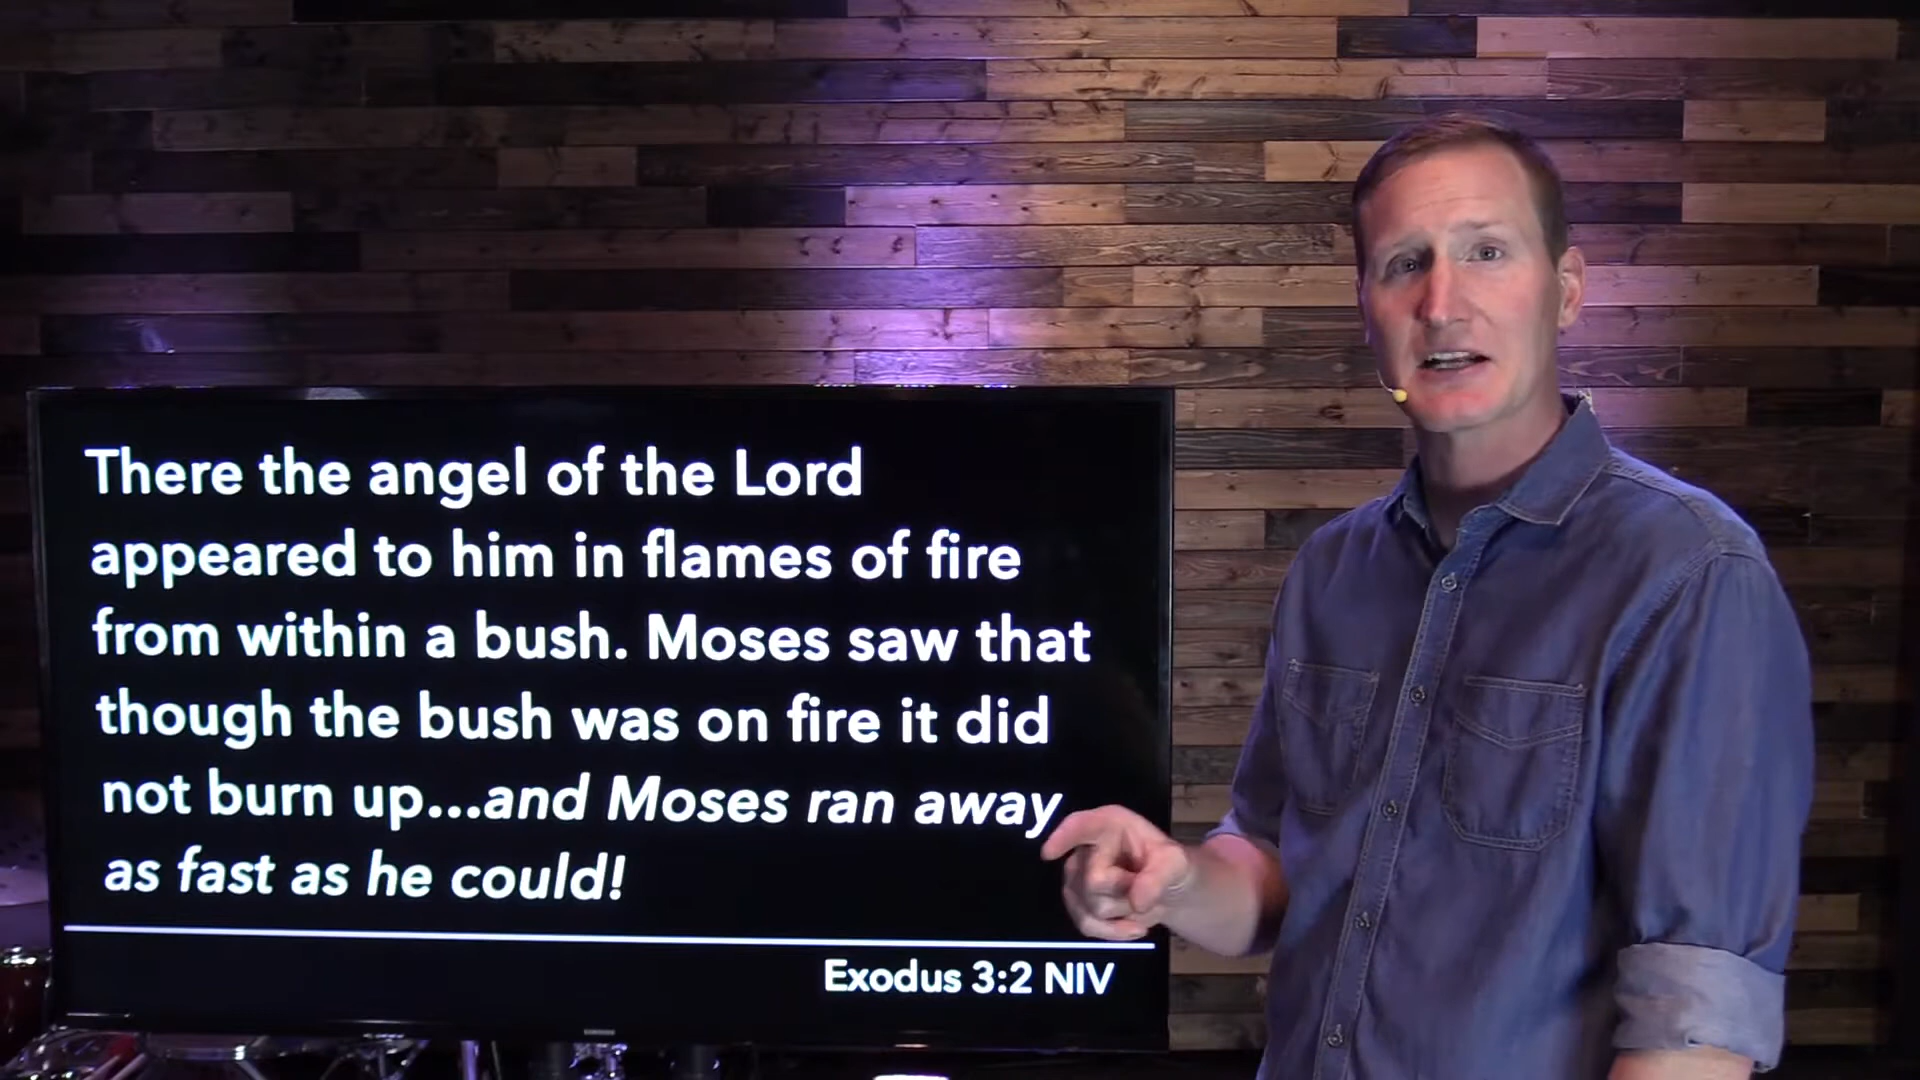 There the angel of the Lord
appeared to him in flames of fire
from within a bush. Moses saw that
though the bush was on fire it did
not burn up...and Moses ran away
as fast as he could!
Exodus 3:2 NIV